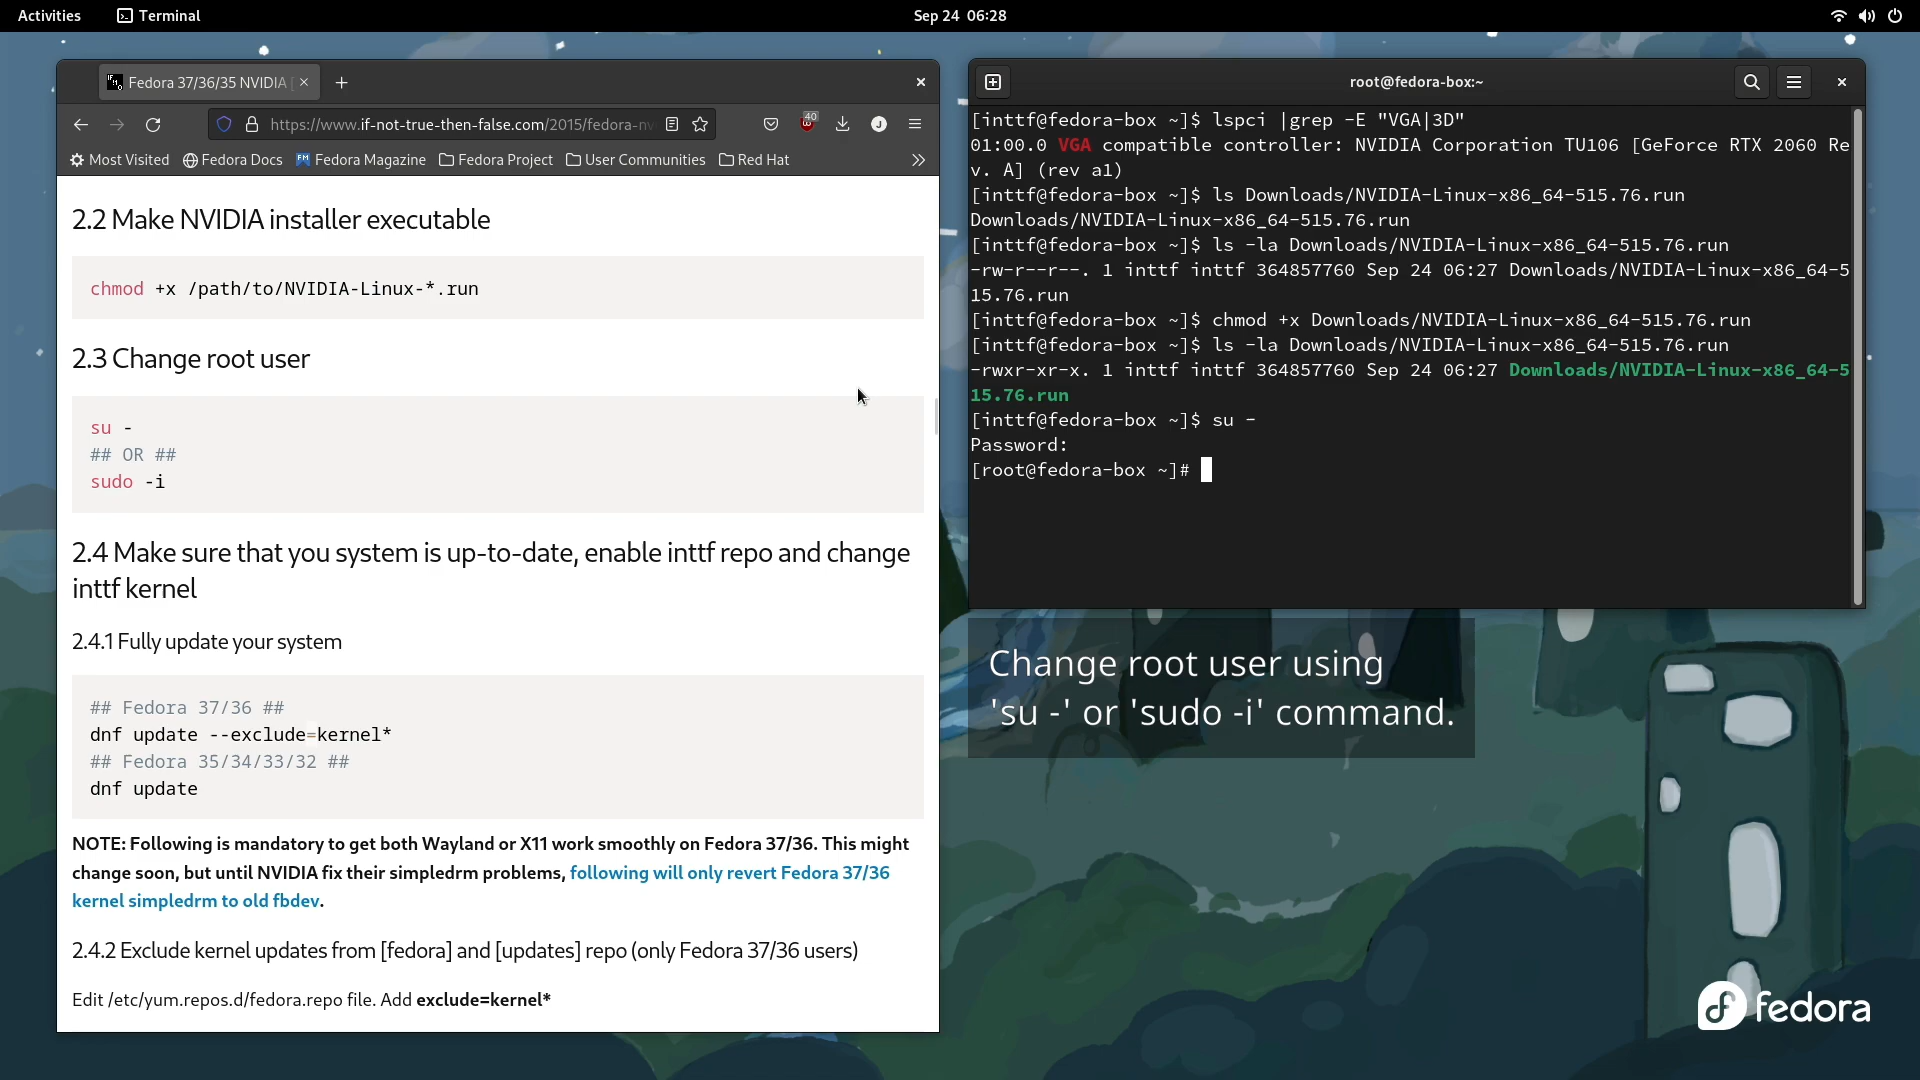 Activities
Terminal
Sep 24 06:28
Fedora 37/36/35 NVIDIA [
https://www.if-not-true-then-false.com/2015/fedora-nv
40
J
Most Visited
Fedora Docs
Fedora Magazine
Fedora Project
User Communities
Red Hat
2.2 Make NVIDIA installer executable
chmod +x /path/to/NVIDIA-Linux-*.run
2.3 Change root user
su -
## OR ##
sudo -i
2.4 Make sure that you system is up-to-date, enable inttf repo and change
inttf kernel
2.4.1 Fully update your system
## Fedora 37/36 ##
dnf update --exclude=kernel*
## Fedora 35/34/33/32 ##
dnf update
NOTE: Following is mandatory to get both Wayland or X11 work smoothly on Fedora 37/36. This might
change soon, but until NVIDIA fix their simpledrm problems, following will only revert Fedora 37/36
kernel simpledrm to old fbdev.
2.4.2 Exclude kernel updates from [fedora] and [updates] repo (only Fedora 37/36 users)
Edit /etc/yum.repos.d/fedora.repo file. Add exclude=kernel*
root@fedora-box:~
[inttf@fedora-box ~]$ lspci |grep -E "VGA|3D"
01:00.0 VGA compatible controller: NVIDIA Corporation TU106 [GeForce RTX 2060 Re
v. A] (rev a1)
[inttf@fedora-box ~]$ ls Downloads/NVIDIA-Linux-x86_64-515.76.run
Downloads/NVIDIA-Linux-x86_64-515.76.run
[inttf@fedora-box ~]$ ls -la Downloads/NVIDIA-Linux-x86_64-515.76.run
-rw-r--r--. 1 inttf inttf 364857760 Sep 24 06:27 Downloads/NVIDIA-Linux-x86_64-5
15.76.run
[inttf@fedora-box ~]$ chmod +x Downloads/NVIDIA-Linux-x86_64-515.76.run
[inttf@fedora-box ~]$ ls -la Downloads/NVIDIA-Linux-x86_64-515.76.run
-rwxr-xr-x. 1 inttf inttf 364857760 Sep 24 06:27 Downloads/NVIDIA-Linux-x86_64-5
15.76.run
[inttf@fedora-box ~]$ su -
Password:
[root@fedora-box ~]#
Change root user using
'su -' or 'sudo -i' command.
fedora